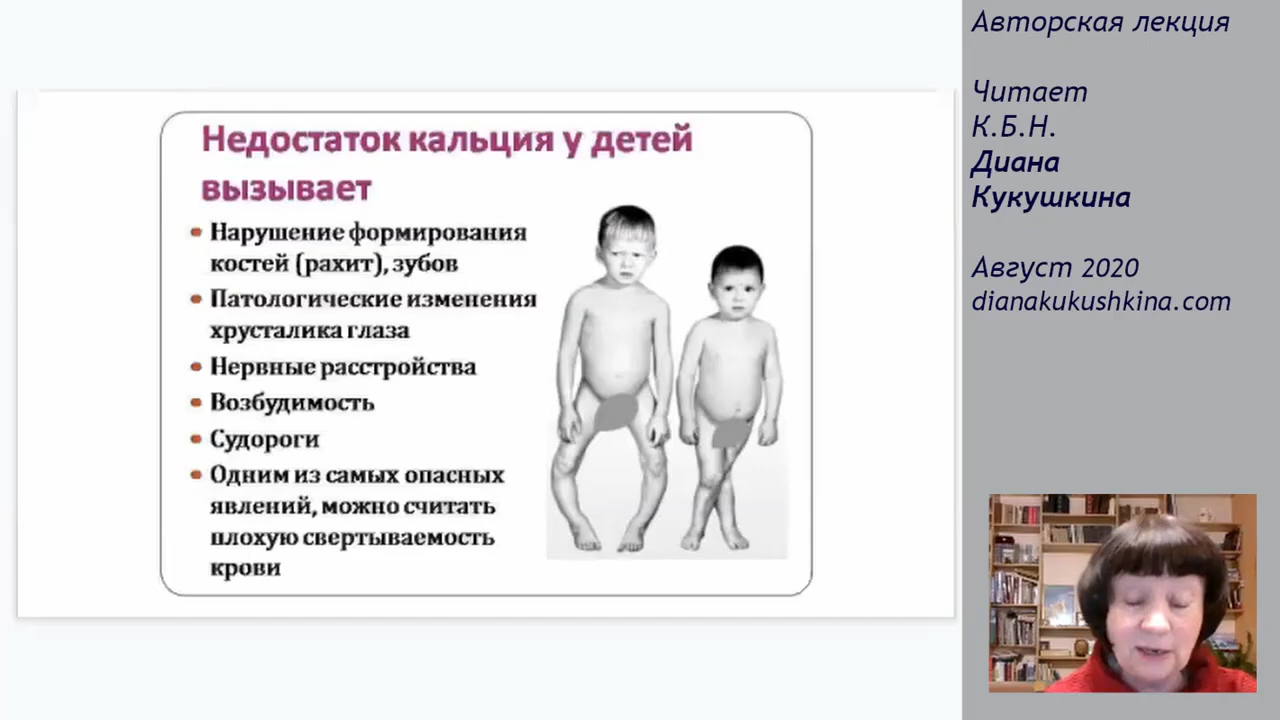 Недостаток кальция у детей
вызывает
Нарушение формирования
костей (рахит), зубов
Патологические изменения
хрусталика глаза
Нервные расстройства
Возбудимость
Судороги
Одним из самых опасных
явлений, можно считать
плохую свертываемость
крови
Авторская лекция
Читает
К.Б.Н.
Диана
Кукушкина
Август 2020
dianakukushkina.com